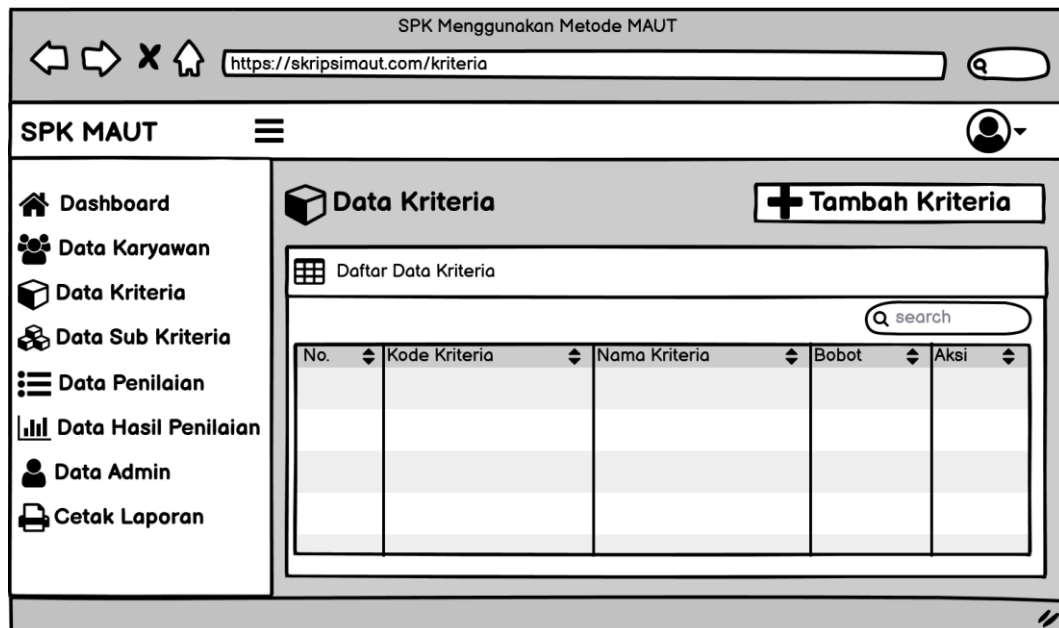 SPK Menggunakan Metode MAUT
https://skripsimaut.com/kriteria
SPK MAUT
Dashboard
Data Karyawan
Data Kriteria
Data Sub Kriteria
Data Penilaian
Data Hasil Penilaian
Data Admin
Cetak Laporan
Data Kriteria
Tambah Kriteria
Daftar Data Kriteria
search
No. Kode Kriteria Nama Kriteria Bobot Aksi